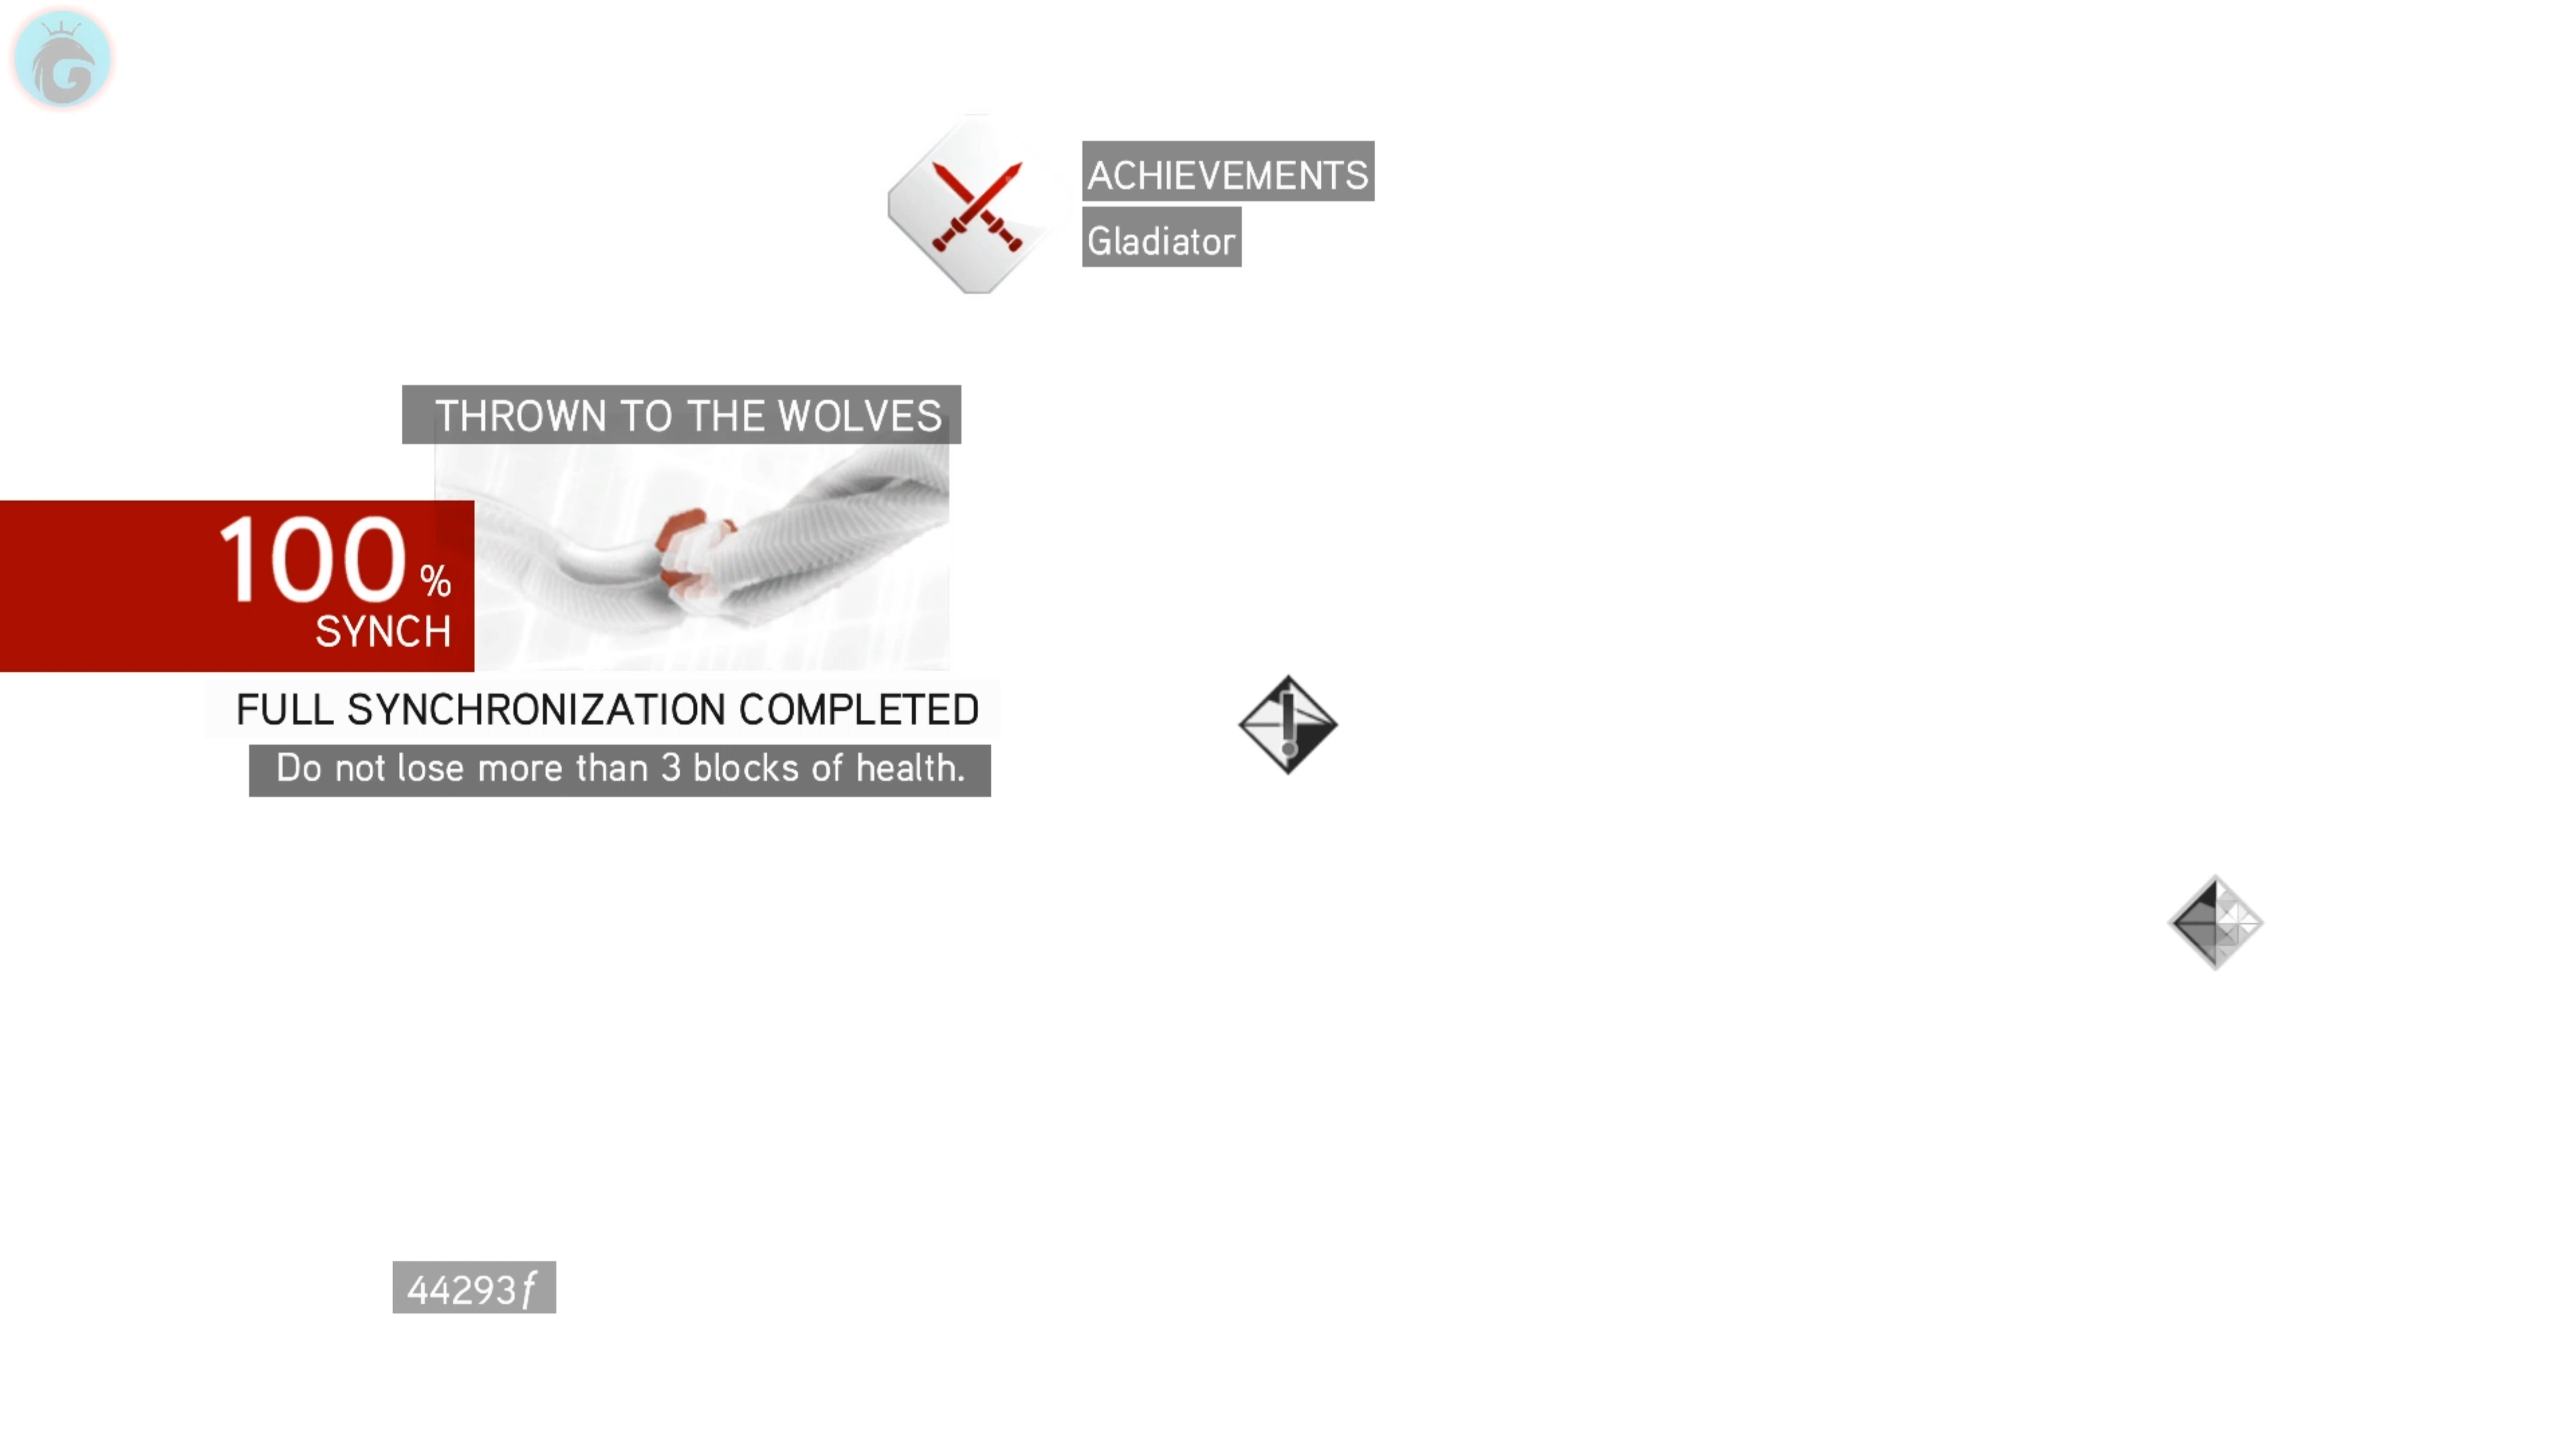 ACHIEVEMENTS
Gladiator
THROWN TO THE WOLVES
100 %
SYNCH
FULL SYNCHRONIZATION COMPLETED
Do not lose more than 3 blocks of health.
44293ƒ